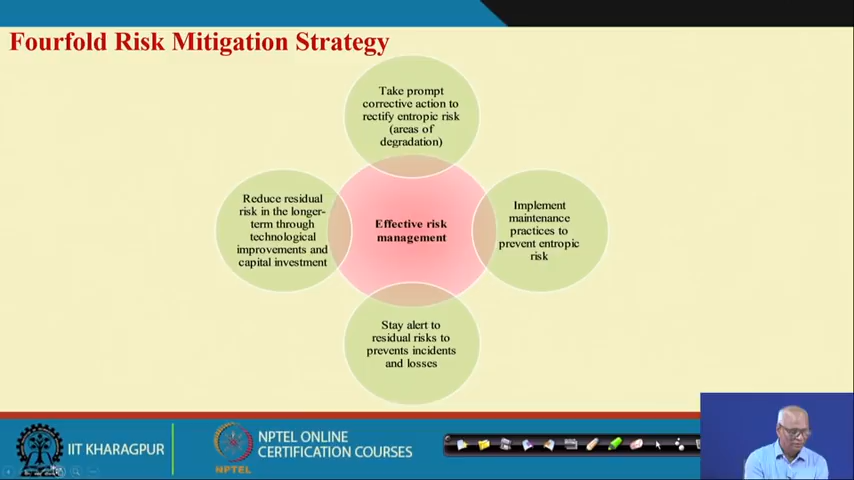 Fourfold Risk Mitigation Strategy
Take prompt
corrective action to
rectify entropic risk
(areas of
degradation)
Reduce residual
risk in the longer-
term through
technological
improvements and
capital investment
Effective risk
management
Implement
maintenance
practices to
prevent entropic
risk
Stay alert to
residual risks to
prevents incidents
and losses
IIT KHARAGPUR
NPTEL
NPTEL ONLINE
CERTIFICATION COURSES